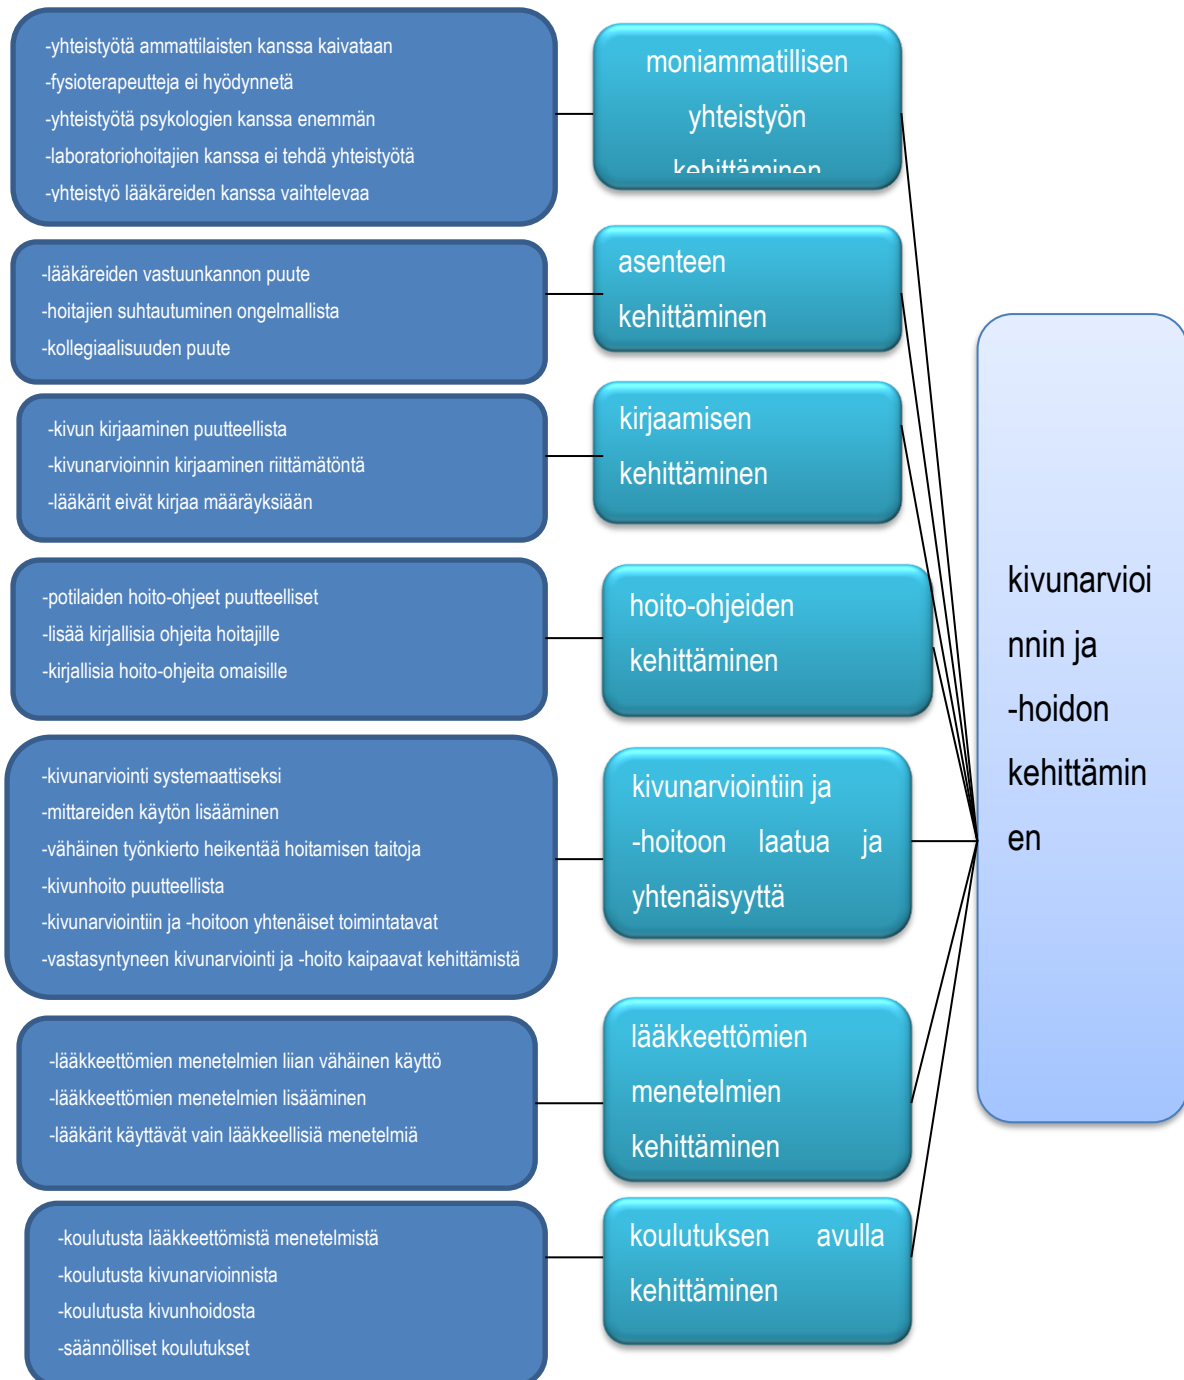 -yhteistyötä ammattilaisten kanssa kaivataan
-fysioterapeutteja ei hyödynnetä
-yhteistyötä psykologien kanssa enemmän
-laboratoriohoitajien kanssa ei tehdä yhteistyötä
-yhteistyö lääkäreiden kanssa vaihtelevaa
moniammatillisen
yhteistyön
kehittäminen
-lääkäreiden vastuunkannon puute
-hoitajien suhtautuminen ongelmallista
-kollegiaalisuuden puute
asenteen
kehittäminen
-kivun kirjaaminen puutteellista
-kivunarvioinnin kirjaaminen riittämätöntä
-lääkärit eivät kirjaa määräyksiään
kirjaamisen
kehittäminen
-potilaiden hoito-ohjeet puutteelliset
-lisää kirjallisia ohjeita hoitajille
-kirjallisia hoito-ohjeita omaisille
hoito-ohjeiden
kehittäminen
-kivunarviointi systemaattiseksi
-mittareiden käytön lisääminen
-vähäinen työnkierto heikentää hoitamisen taitoja
-kivunhoito puutteellista
-kivunarviointiin ja -hoitoon yhtenäiset toimintatavat
-vastasyntyneen kivunarviointi ja -hoito kaipaavat kehittämistä
kivunarviointiin ja
-hoitoon laatua ja
yhtenäisyyttä
-lääkkeettömien menetelmien liian vähäinen käyttö
-lääkkeettömien menetelmien lisääminen
-lääkärit käyttävät vain lääkkeellisiä menetelmiä
lääkkeettömien
menetelmien
kehittäminen
-koulutusta lääkkeettömistä menetelmistä
-koulutusta kivunarvioinnista
-koulutusta kivunhoidosta
-säännölliset koulutukset
koulutuksen avulla
kehittäminen
kivunarvioi
nnin ja
-hoidon
kehittämin
en